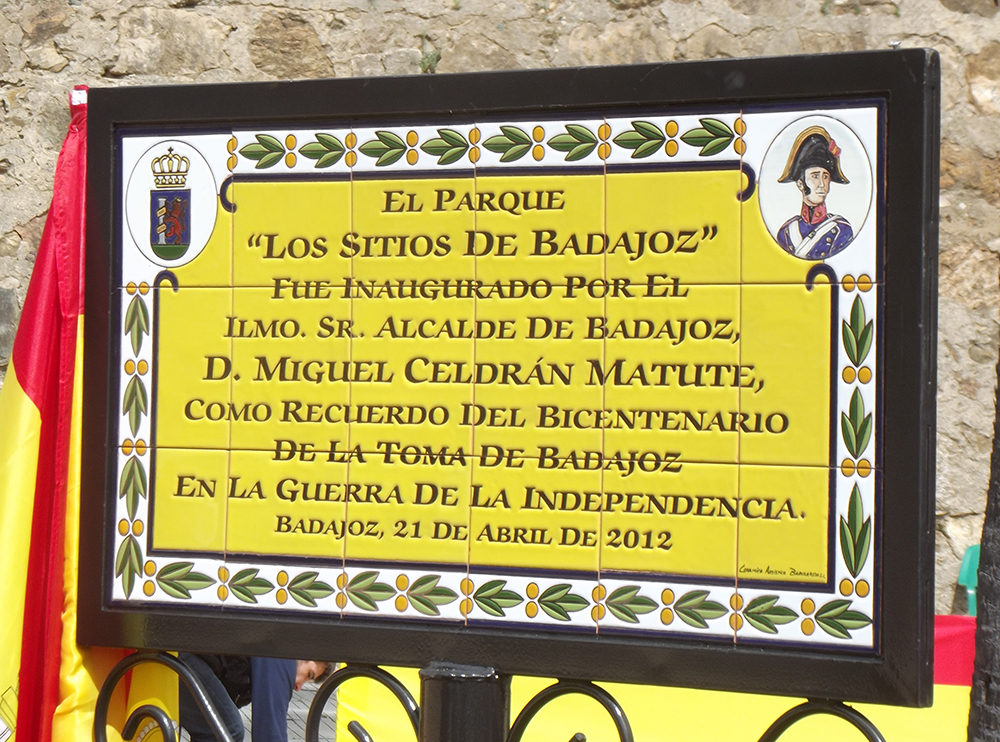 El Parque
“Los Sitios De Badajoz”
Fue Inaugurado Por El
Ilmo. Sr. Alcalde De Badajoz,
D. Miguel Celdrán Matute,
como Recuerdo Del Bicentenario
De La Toma De Badajoz
En La Guerra De La Independencia.
Badajoz, 21 De Abril De 2012